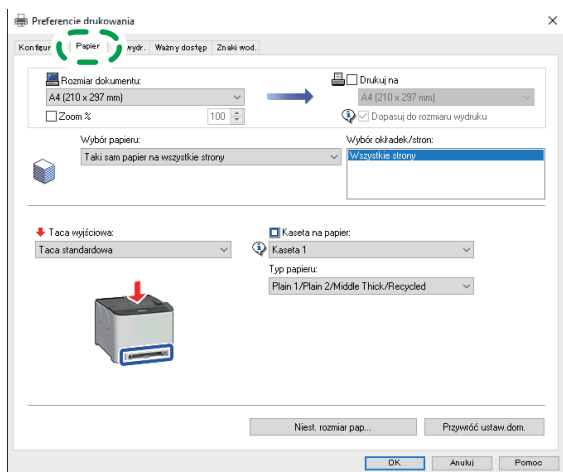 Preferencje drukowania
Papier wydr. Ważny dostęp Znaki wod.
Rozmiar dokumentu: Drukuj na
A4 (210 x 297 mm) A4 (210 x 297 mm)
Zoom % 100 Dopasuj do rozmiaru wydruku
Wybór papieru: Wybór okładek/stron:
Taki sam papier na wszystkie strony Wszystkie strony
Taca wyjściowa: Kaseta na papier:
Taca standardowa Kaseta 1
Typ papieru:
Plain 1/Plain 2/Middle Thick/Recycled
Niest. rozmiar pap... Przywróć ustaw.dom.
OK Anuluj Pomoc